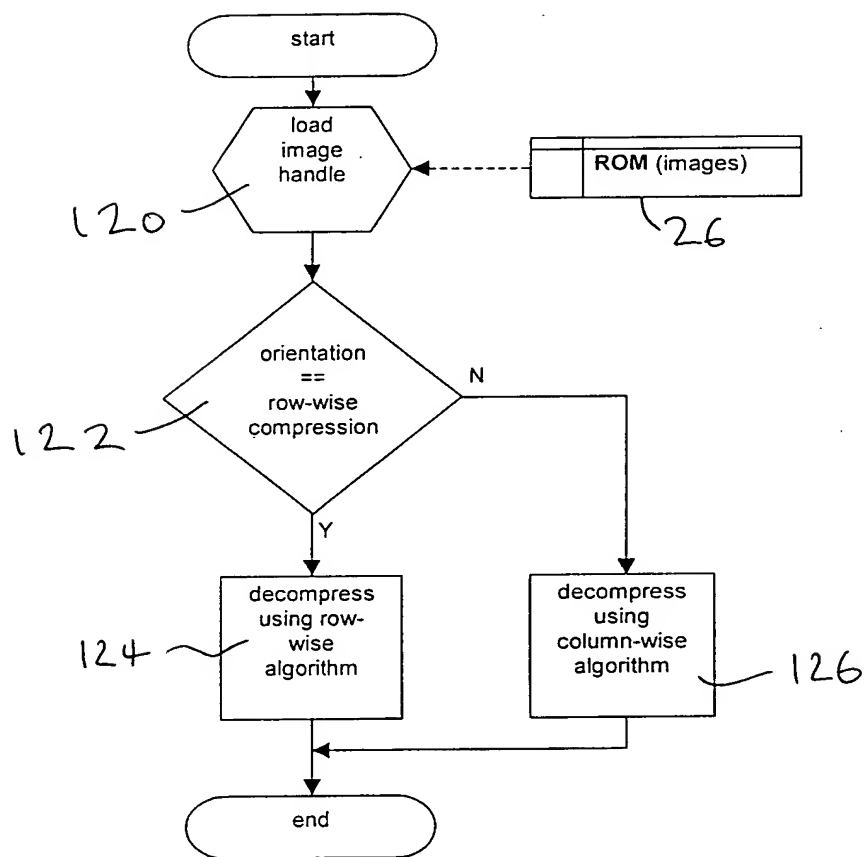 start
load
image
handle
ROM (images)
120
26
orientation
==
row-wise
compression
N
122
Y
decompress
using row-
wise
algorithm
decompress
using
column-wise
algorithm
124
126
end